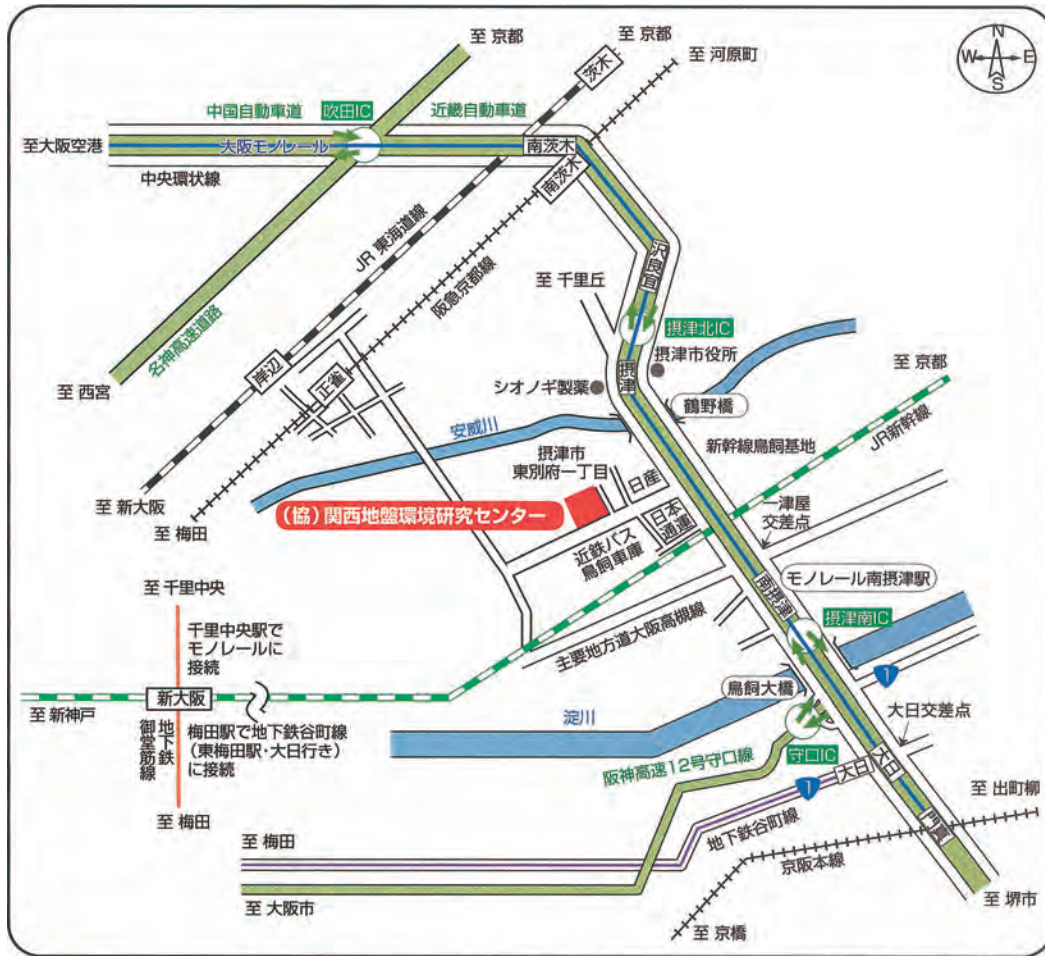 至 京都
至 京都
至 河原町
N
W
E
S
茨木
中国自動車道
吹田IC
近畿自動車道
至大阪空港
大阪モノレール
南茨木
南茨木
中央環状線
JR 東海道線
阪急京都線
沢良宜
至 千里丘
名神高速道路
摂津北IC
摂津市役所
摂津
至 京都
至 西宮
岸辺
正雀
シオノギ製薬
鶴野橋
安威川
新幹線鳥飼基地
JR新幹線
摂津市
東別府一丁目
日産
至 新大阪
至 梅田
(協)関西地盤環境研究センター
日本
通運
一津屋
交差点
近鉄バス
鳥飼車庫
至 千里中央
南摂津
モノレール南摂津駅
千里中央駅で
モノレールに
接続
主要地方道大阪高槻線
摂津南IC
新大阪
鳥飼大橋
1
至 新神戸
地下鉄
御堂筋線
梅田駅で地下鉄谷町線
(東梅田駅・大日行き)
に接続
淀川
大日交差点
阪神高速12号守口線
守口IC
大日
大日
1
至 梅田
至 出町柳
地下鉄谷町線
門真
至 梅田
京阪本線
至 大阪市
至 堺市
至 京橋